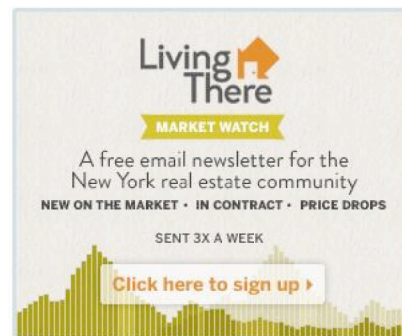 Living
There
MARKET WATCH
A free email newsletter for the
New York real estate community
NEW ON THE MARKET • IN CONTRACT • PRICE DROPS
SENT 3X A WEEK
Click here to sign up